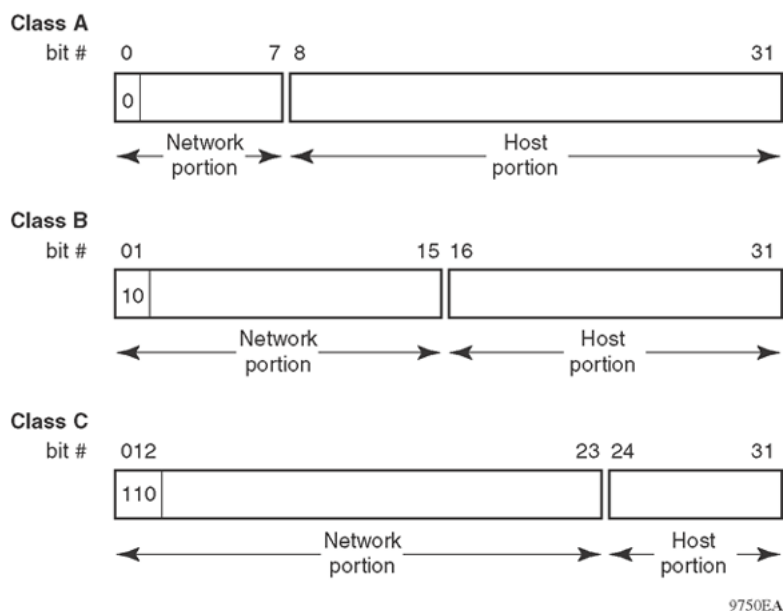 Class A
bit # 0 7 8 31
0
Network portion Host portion
Class B
bit # 01 15 16 31
10
Network portion Host portion
Class C
bit # 012 23 24 31
110
Network portion Host portion
9750EA